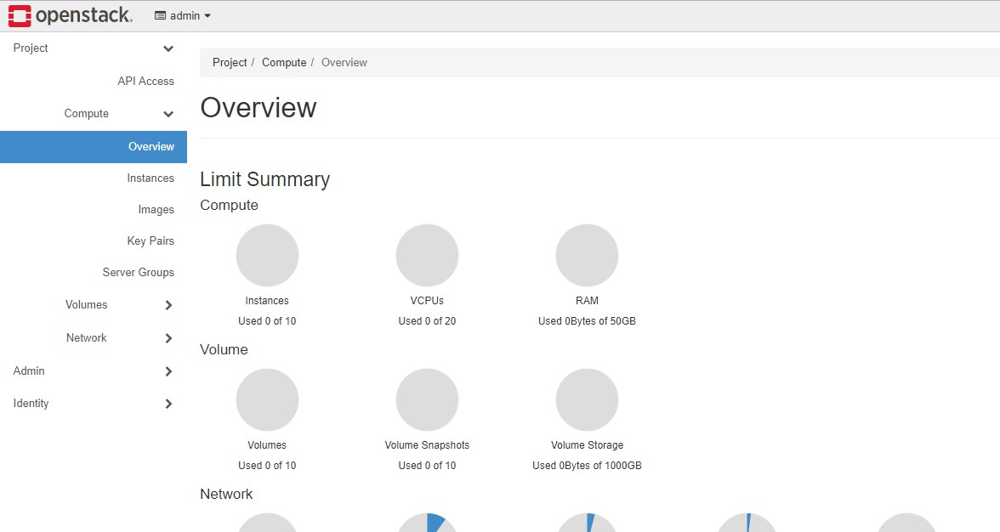 openstack. admin
Project
API Access
Compute
Overview
Instances
Images
Key Pairs
Server Groups
Volumes
Network
Admin
Identity
Project / Compute / Overview
Overview
Limit Summary
Compute
Instances
Used 0 of 10
VCPUs
Used 0 of 20
RAM
Used 0Bytes of 50GB
Volume
Volumes
Used 0 of 10
Volume Snapshots
Used 0 of 10
Volume Storage
Used 0Bytes of 1000GB
Network